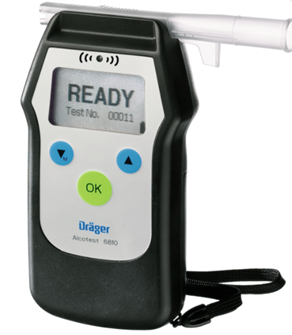 READY
Test No. 00011
M
OK
Dräger
Alcotest 6810